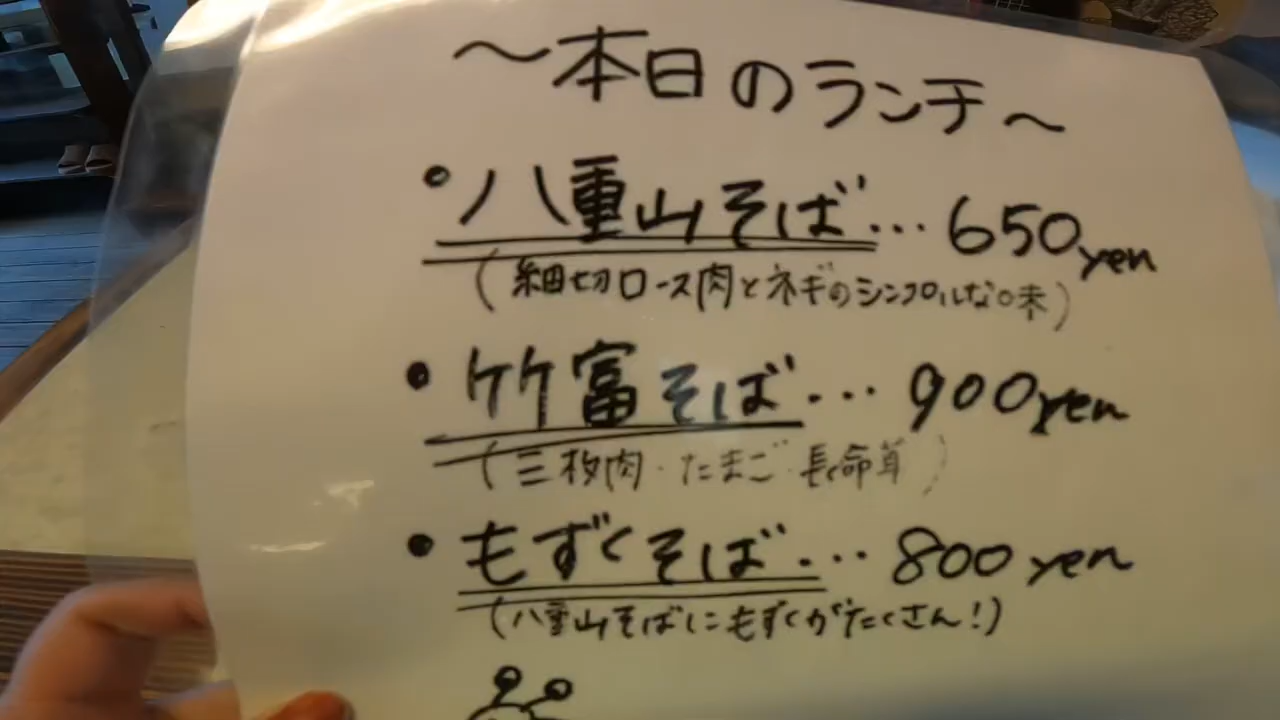 ～本日のランチ～
・八重山そば…650yen
(細切ロース肉とネギのシンプルな味)
・竹富そば…900yen
(三枚肉・たまご・長命草)
・もずくそば…800yen
(八重山そばにもずくがたくさん!)